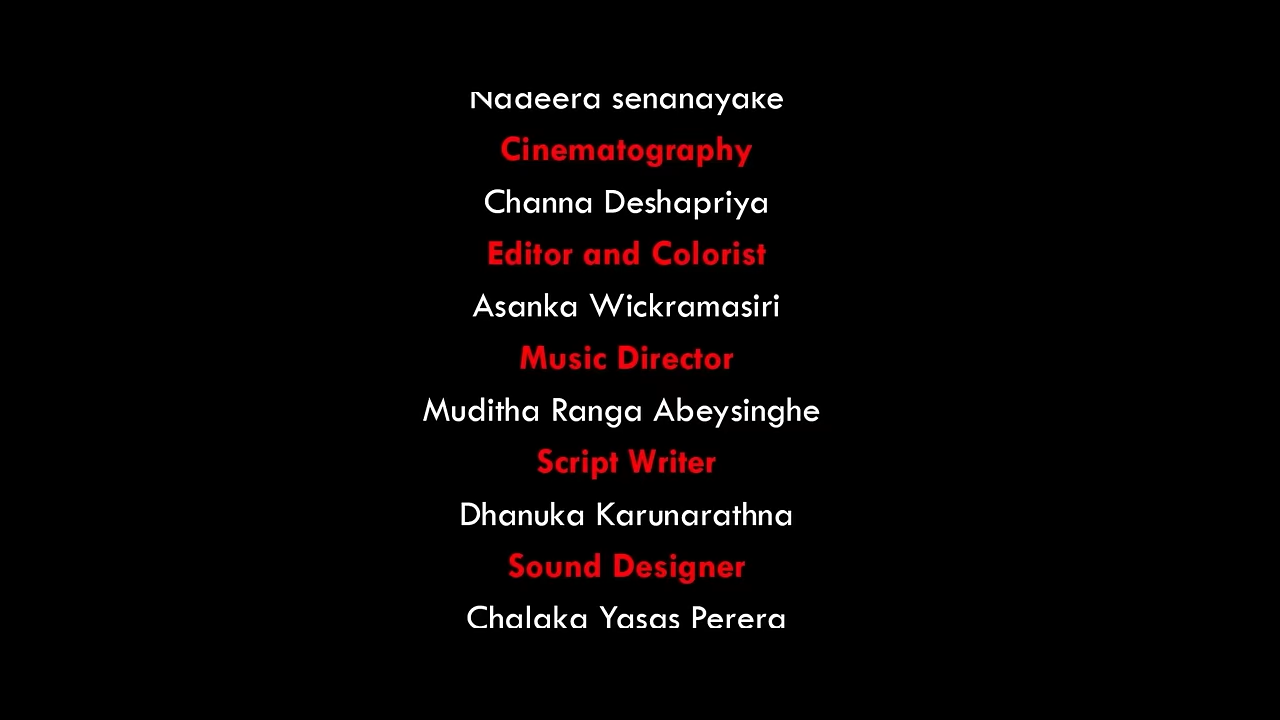 Nadeera senanayake
Cinematography
Channa Deshapriya
Editor and Colorist
Asanka Wickramasiri
Music Director
Muditha Ranga Abeysinghe
Script Writer
Dhanuka Karunarathna
Sound Designer
Chalaka Yasas Perera